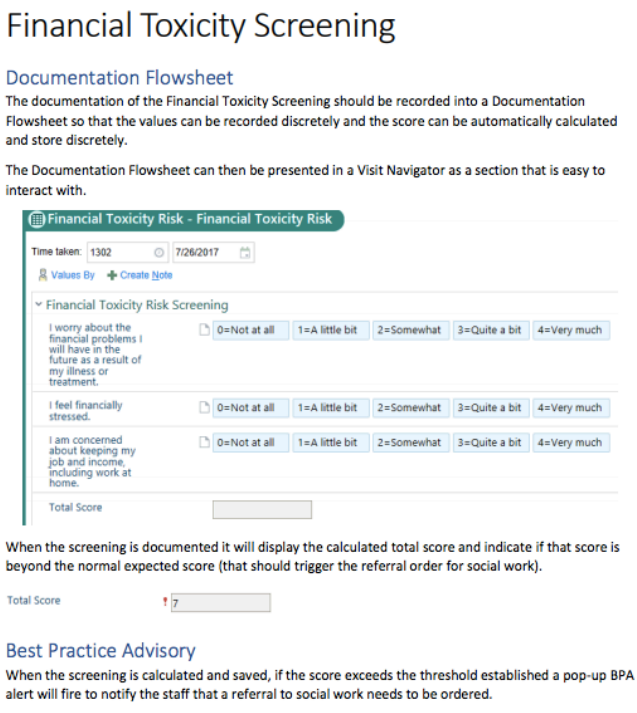 Financial Toxicity Screening
Documentation Flowsheet
The documentation of the Financial Toxicity Screening should be recorded into a Documentation
Flowsheet so that the values can be recorded discretely and the score can be automatically calculated
and store discretely.
The Documentation Flowsheet can then be presented in a Visit Navigator as a section that is easy to
interact with.
Financial Toxicity Risk - Financial Toxicity Risk
Time taken: 1302 7/26/2017
Values By Create Note
Financial Toxicity Risk Screening
I worry about the
financial problems I
will have in the
future as a result of
my illness or
treatment.
0=Not at all 1=A little bit 2=Somewhat 3=Quite a bit 4=Very much
I feel financially
stressed.
0=Not at all 1=A little bit 2=Somewhat 3=Quite a bit 4=Very much
I am concerned
about keeping my
job and income,
including work at
home.
0=Not at all 1=A little bit 2=Somewhat 3=Quite a bit 4=Very much
Total Score
When the screening is documented it will display the calculated total score and indicate if that score is
beyond the normal expected score (that should trigger the referral order for social work).
Total Score ! 7
Best Practice Advisory
When the screening is calculated and saved, if the score exceeds the threshold established a pop-up BPA
alert will fire to notify the staff that a referral to social work needs to be ordered.